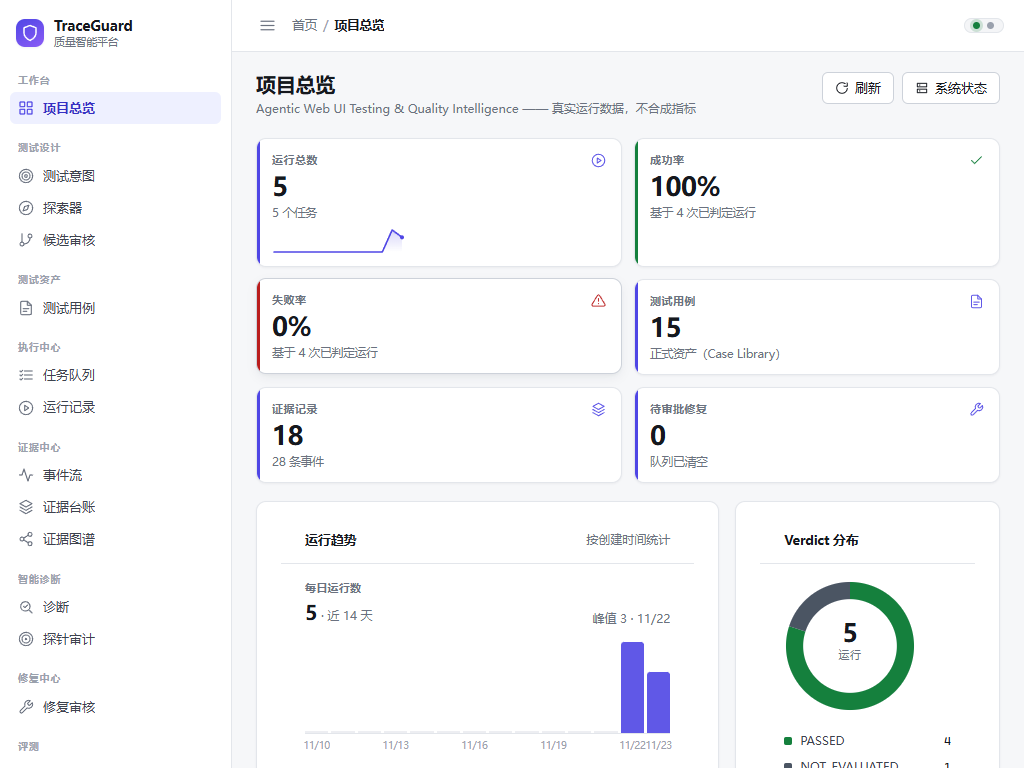 TraceGuard
质量智能平台
工作台
项目总览
测试设计
测试意图
探索器
候选审核
测试资产
测试用例
执行中心
任务队列
运行记录
证据中心
事件流
证据台账
证据图谱
智能诊断
诊断
探针审计
修复中心
修复审核
评测
首页 / 项目总览
项目总览
Agentic Web UI Testing & Quality Intelligence —— 真实运行数据，不合成指标
刷新
系统状态
运行总数
5
5 个任务
成功率
100%
基于 4 次已判定运行
失败率
0%
基于 4 次已判定运行
测试用例
15
正式资产（Case Library）
证据记录
18
28 条事件
待审批修复
0
队列已清空
运行趋势
按创建时间统计
每日运行数
5 · 近 14 天
峰值 3 · 11/22
11/10 11/13 11/16 11/19 11/22 11/23
Verdict 分布
5
运行
PASSED 4
NOT_EVALUATED 1